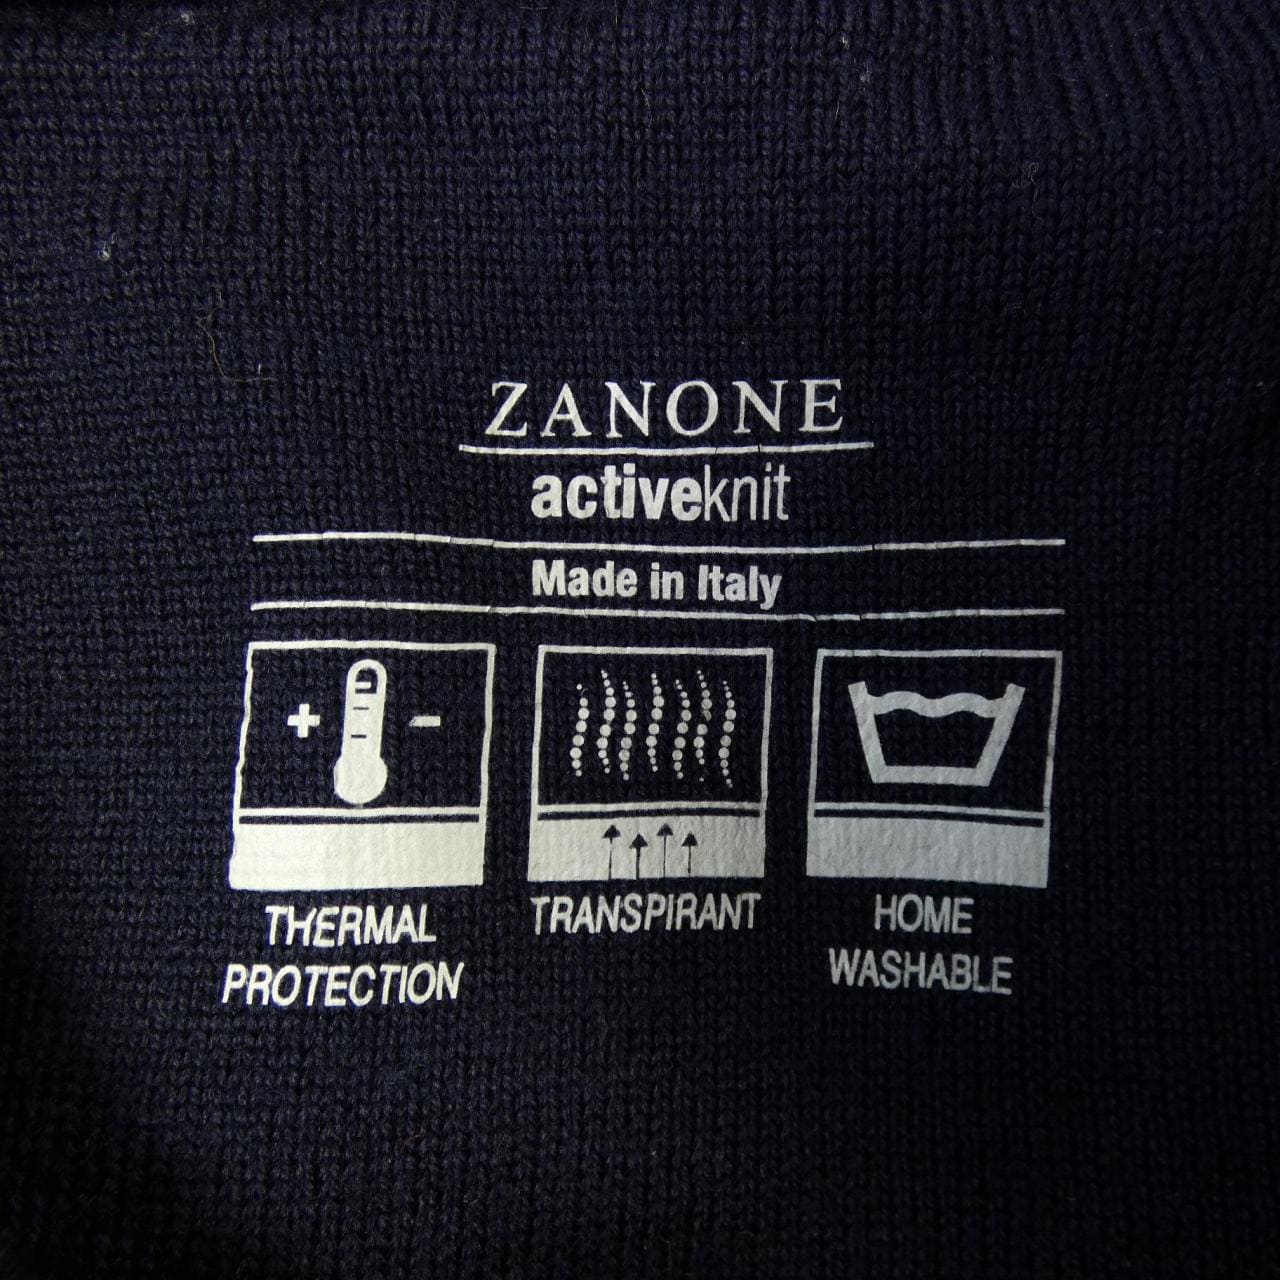 ZANONE
activeknit
Made in Italy
+ -
THERMAL
PROTECTION
TRANSPIRANT
HOME
WASHABLE